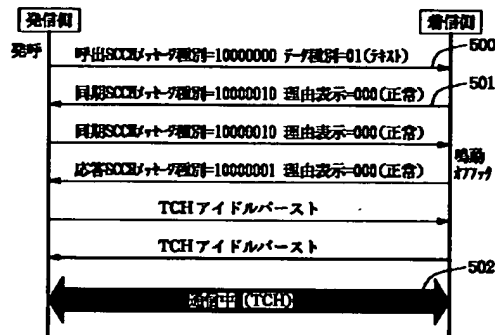 発信側
着信側
発呼
呼出SCCHメッセージ種別=10000000 データ種別=01(テキスト)
500
同期SCCHメッセージ種別=10000010 理由表示=000(正常)
501
同期SCCHメッセージ種別=10000010 理由表示=000(正常)
鳴動
オフフック
応答SCCHメッセージ種別=10000001 理由表示=000(正常)
TCHアイドルバースト
TCHアイドルバースト
502
通信中(TCH)